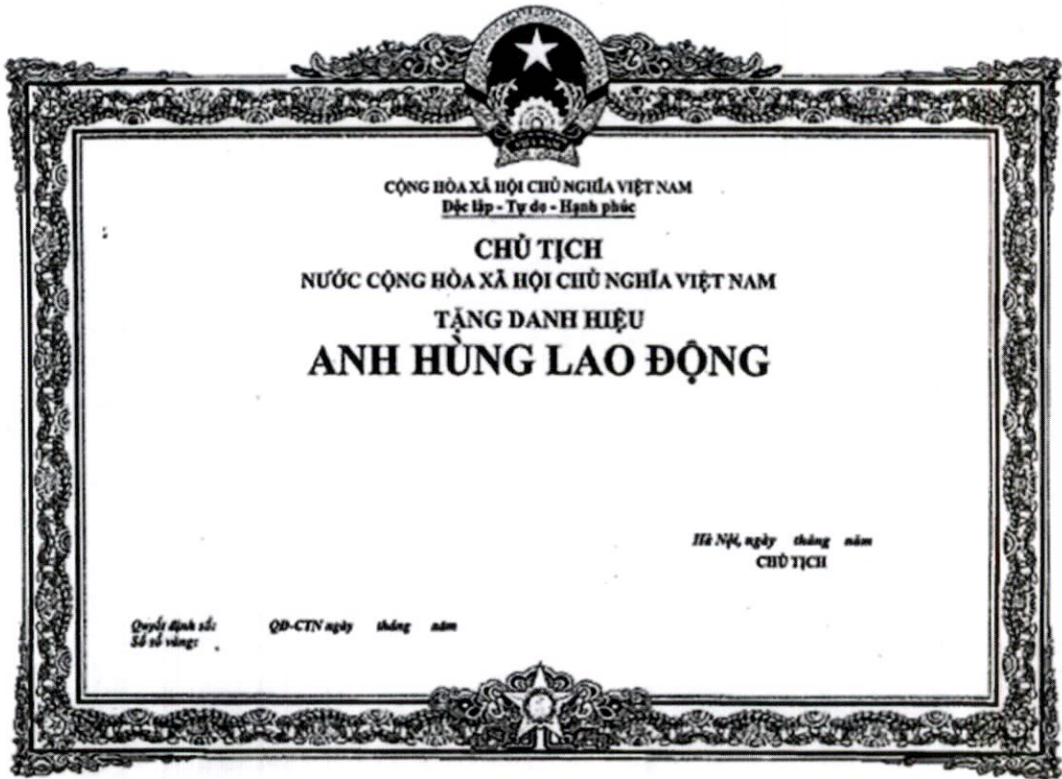 VIỆT NAM
CỘNG HÒA XÃ HỘI CHỦ NGHĨA VIỆT NAM
Độc lập - Tự do - Hạnh phúc
CHỦ TỊCH
NƯỚC CỘNG HÒA XÃ HỘI CHỦ NGHĨA VIỆT NAM
TẶNG DANH HIỆU
ANH HÙNG LAO ĐỘNG
Hà Nội, ngày tháng năm
CHỦ TỊCH
Quyết định số: QĐ-CTN ngày tháng năm
Số sổ vàng: